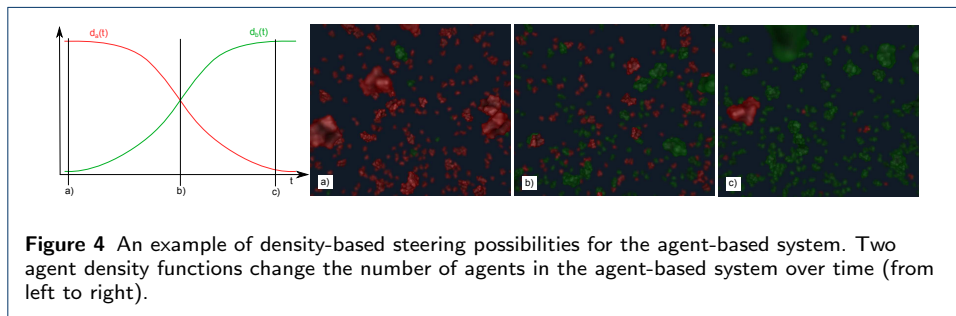 dₐ(t)
d_b(t)
t
a)
b)
c)
a)
b)
c)
Figure 4 An example of density-based steering possibilities for the agent-based system. Two
agent density functions change the number of agents in the agent-based system over time (from
left to right).